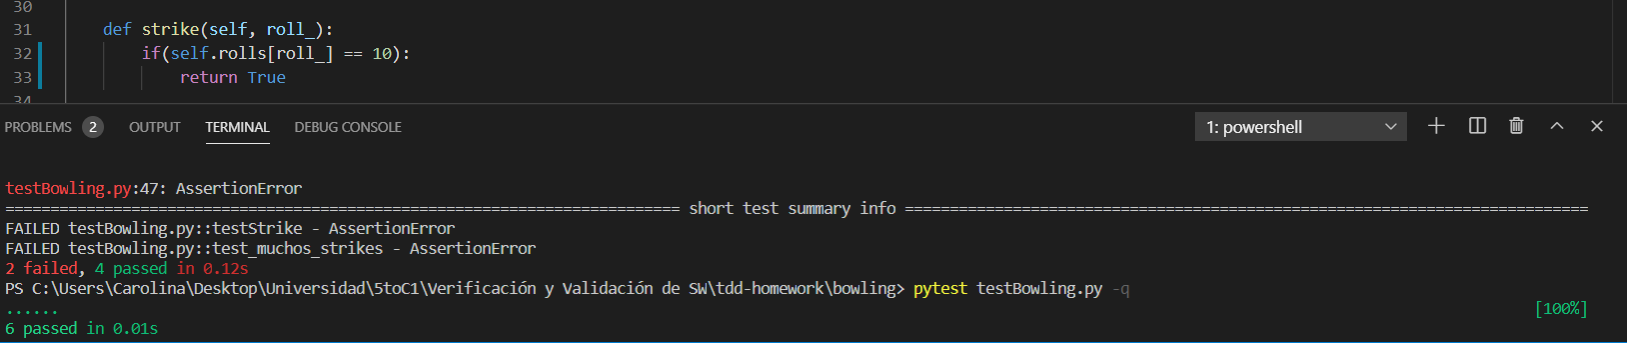 30
31 def strike(self, roll_):
32 if(self.rolls[roll_] == 10):
33 return True
34
PROBLEMS 2 OUTPUT TERMINAL DEBUG CONSOLE 1: powershell
testBowling.py:47: AssertionError
=========================================================================== short test summary info ============================================================================
FAILED testBowling.py::testStrike - AssertionError
FAILED testBowling.py::test_muchos_strikes - AssertionError
2 failed, 4 passed in 0.12s
PS C:\Users\Carolina\Desktop\Universidad\5toC1\Verificación y Validación de SW\tdd-homework\bowling> pytest testBowling.py -q
...... [100%]
6 passed in 0.01s